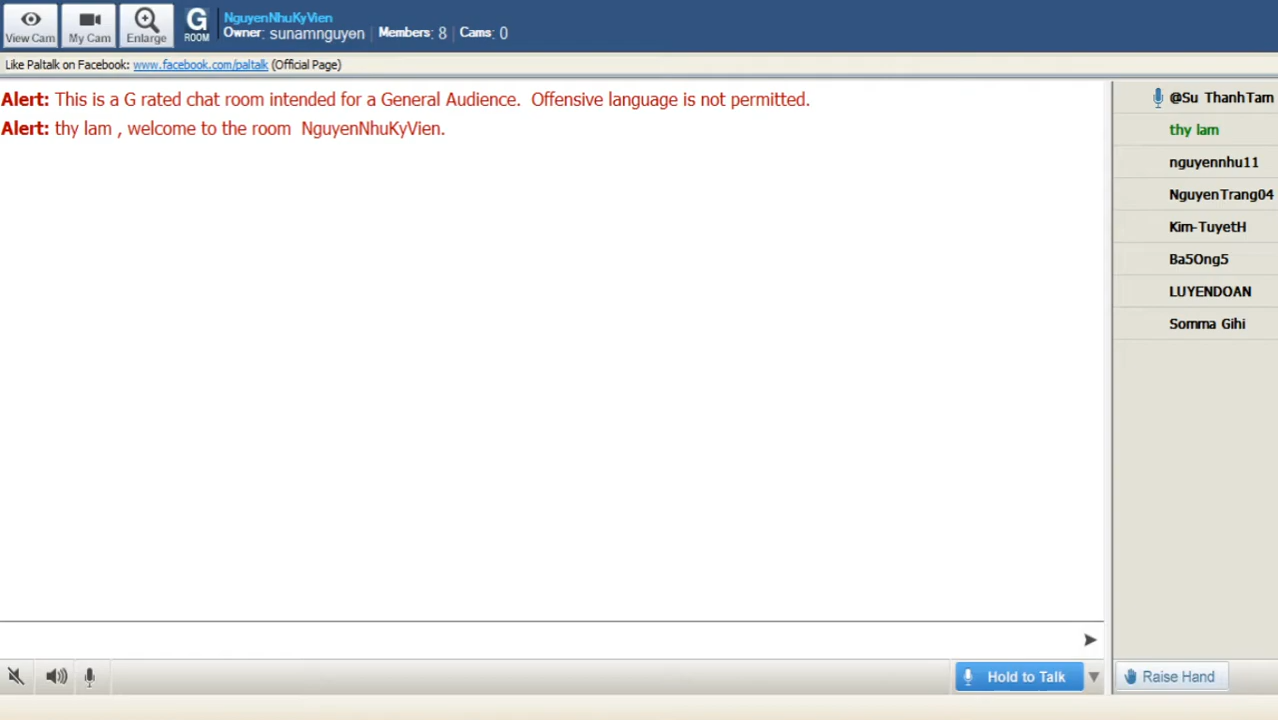 View Cam
My Cam
Enlarge
G
ROOM
NguyenNhuKyVien
Owner: sunamnguyen | Members: 8 | Cams: 0
Like Paltalk on Facebook: www.facebook.com/paltalk (Official Page)
Alert: This is a G rated chat room intended for a General Audience.  Offensive language is not permitted.
Alert: thy lam , welcome to the room  NguyenNhuKyVien.
@Su ThanhTam
thy lam
nguyennhu11
NguyenTrang04
Kim-TuyetH
Ba5Ong5
LUYENDOAN
Somma Gihi
Hold to Talk
Raise Hand